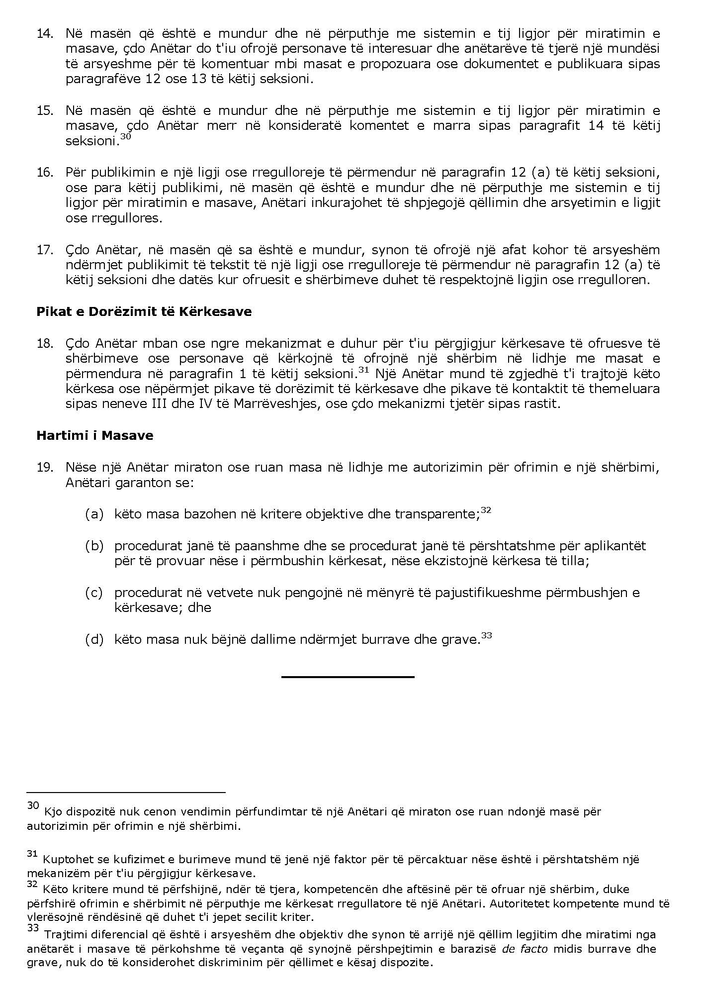 14. Në masën që është e mundur dhe në përputhje me sistemin e tij ligjor për miratimin e
masave, çdo Anëtar do t'iu ofrojë personave të interesuar dhe anëtarëve të tjerë një mundësi
të arsyeshme për të komentuar mbi masat e propozuara ose dokumentet e publikuara sipas
paragrafëve 12 ose 13 të këtij seksioni.
15. Në masën që është e mundur dhe në përputhje me sistemin e tij ligjor për miratimin e
masave, çdo Anëtar merr në konsideratë komentet e marra sipas paragrafit 14 të këtij
seksioni.30
16. Për publikimin e një ligji ose rregulloreje të përmendur në paragrafin 12 (a) të këtij seksioni,
ose para këtij publikimi, në masën që është e mundur dhe në përputhje me sistemin e tij
ligjor për miratimin e masave, Anëtari inkurajohet të shpjegojë qëllimin dhe arsyetimin e ligjit
ose rregullores.
17. Çdo Anëtar, në masën që sa është e mundur, synon të ofrojë një afat kohor të arsyeshëm
ndërmjet publikimit të tekstit të një ligji ose rregulloreje të përmendur në paragrafin 12 (a) të
këtij seksioni dhe datës kur ofruesit e shërbimeve duhet të respektojnë ligjin ose rregulloren.
Pikat e Dorëzimit të Kërkesave
18. Çdo Anëtar mban ose ngre mekanizmat e duhur për t'iu përgjigjur kërkesave të ofruesve të
shërbimeve ose personave që kërkojnë të ofrojnë një shërbim në lidhje me masat e
përmendura në paragrafin 1 të këtij seksioni.31 Një Anëtar mund të zgjedhë t'i trajtojë këto
kërkesa ose nëpërmjet pikave të dorëzimit të kërkesave dhe pikave të kontaktit të themeluara
sipas neneve III dhe IV të Marrëveshjes, ose çdo mekanizmi tjetër sipas rastit.
Hartimi i Masave
19. Nëse një Anëtar miraton ose ruan masa në lidhje me autorizimin për ofrimin e një shërbimi,
Anëtari garanton se:
(a) këto masa bazohen në kritere objektive dhe transparente;32
(b) procedurat janë të paanshme dhe se procedurat janë të përshtatshme për aplikantët
për të provuar nëse i përmbushin kërkesat, nëse ekzistojnë kërkesa të tilla;
(c) procedurat në vetvete nuk pengojnë në mënyrë të pajustifikueshme përmbushjen e
kërkesave; dhe
(d) këto masa nuk bëjnë dallime ndërmjet burrave dhe grave.33
30 Kjo dispozitë nuk cenon vendimin përfundimtar të një Anëtari që miraton ose ruan ndonjë masë për
autorizimin për ofrimin e një shërbimi.
31 Kuptohet se kufizimet e burimeve mund të jenë një faktor për të përcaktuar nëse është i përshtatshëm një
mekanizëm për t'iu përgjigjur kërkesave.
32 Këto kritere mund të përfshijnë, ndër të tjera, kompetencën dhe aftësinë për të ofruar një shërbim, duke
përfshirë ofrimin e shërbimit në përputhje me kërkesat rregullatore të një Anëtari. Autoritetet kompetente mund të
vlerësojnë rëndësinë që duhet t'i jepet secilit kriter.
33 Trajtimi diferencial që është i arsyeshëm dhe objektiv dhe synon të arrijë një qëllim legjitim dhe miratimi nga
anëtarët i masave të përkohshme të veçanta që synojnë përshpejtimin e barazisë de facto midis burrave dhe
grave, nuk do të konsiderohet diskriminim për qëllimet e kësaj dispozite.